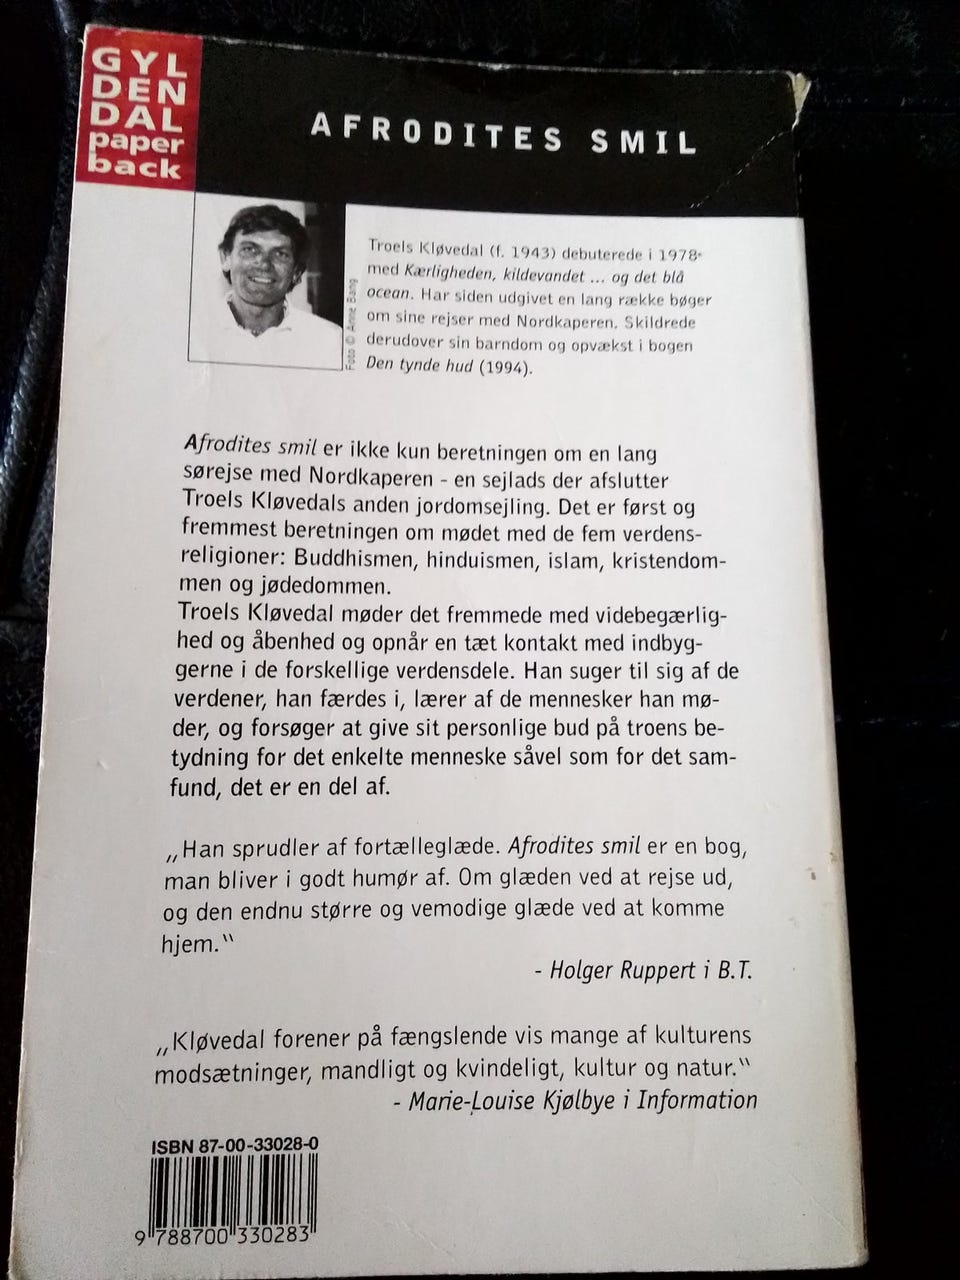 GYL
DEN
DAL
paper
back
AFRODITES SMIL
Foto © Anne Bang
Troels Kløvedal (f. 1943) debuterede i 1978
med Kærligheden, kildevandet ... og det blå
ocean. Har siden udgivet en lang række bøger
om sine rejser med Nordkaperen. Skildrede
derudover sin barndom og opvækst i bogen
Den tynde hud (1994).
Afrodites smil er ikke kun beretningen om en lang
sørejse med Nordkaperen - en sejlads der afslutter
Troels Kløvedals anden jordomsejling. Det er først og
fremmest beretningen om mødet med de fem verdens-
religioner: Buddhismen, hinduismen, islam, kristendom-
men og jødedommen.
Troels Kløvedal møder det fremmede med videbegærlig-
hed og åbenhed og opnår en tæt kontakt med indbyg-
gerne i de forskellige verdensdele. Han suger til sig af de
verdener, han færdes i, lærer af de mennesker han mø-
der, og forsøger at give sit personlige bud på troens be-
tydning for det enkelte menneske såvel som for det sam-
fund, det er en del af.
„Han sprudler af fortælleglæde. Afrodites smil er en bog,
man bliver i godt humør af. Om glæden ved at rejse ud,
og den endnu større og vemodige glæde ved at komme
hjem.“
- Holger Ruppert i B.T.
„Kløvedal forener på fængslende vis mange af kulturens
modsætninger, mandligt og kvindeligt, kultur og natur.“
- Marie-Louise Kjølbye i Information
ISBN 87-00-33028-0
9 788700 330283